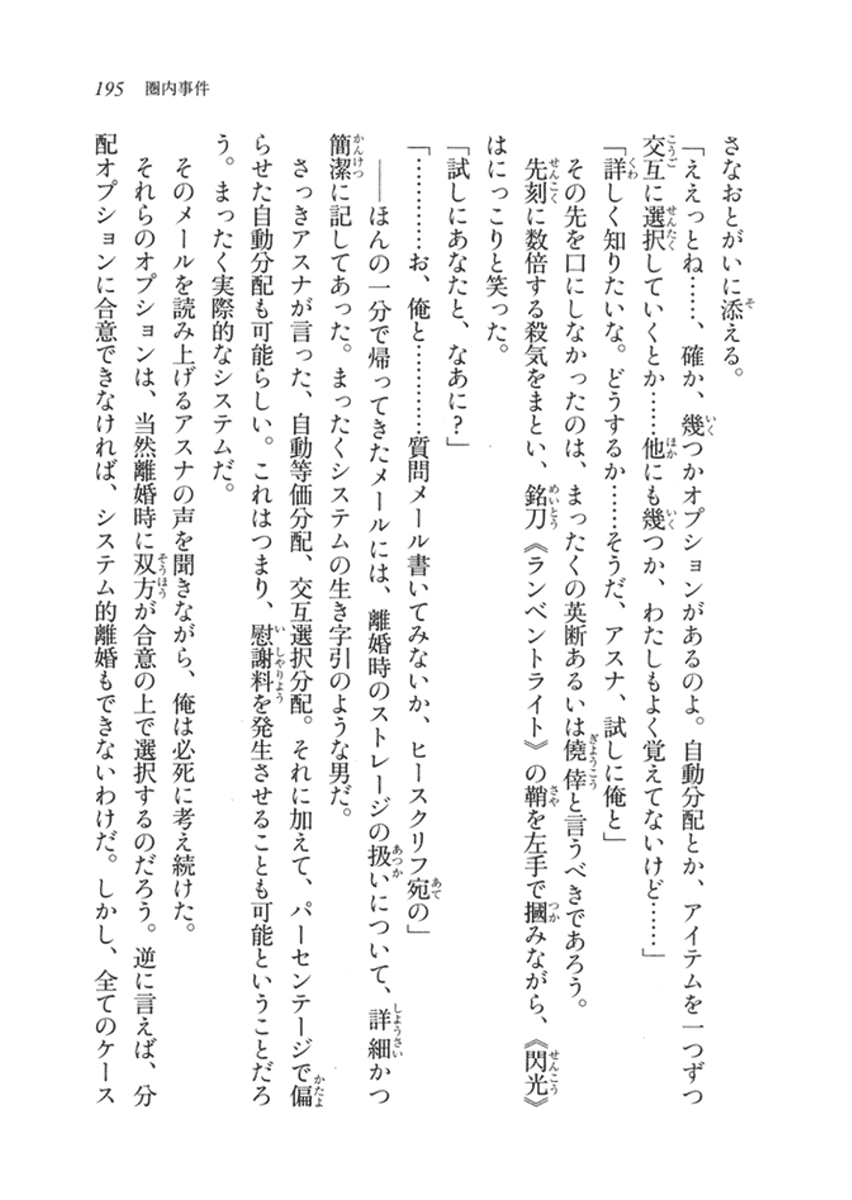 195　圏内事件
さなおとがいに添える。
「ええっとね……、確か、幾つかオプションがあるのよ。自動分配とか、アイテムを一つずつ
交互に選択していくとか……他にも幾つか、わたしもよく覚えてないけど……」
「詳しく知りたいな。どうするか……そうだ、アスナ、試しに俺と」
その先を口にしなかったのは、まったくの英断あるいは僥倖と言うべきであろう。
先刻に数倍する殺気をまとい、銘刀《ランベントライト》の鞘を左手で摑みながら、《閃光》
はにっこりと笑った。
「試しにあなたと、なあに？」
「…………お、俺と…………質問メール書いてみないか、ヒースクリフ宛の」
――ほんの一分で帰ってきたメールには、離婚時のストレージの扱いについて、詳細かつ
簡潔に記してあった。まったくシステムの生き字引のような男だ。
さっきアスナが言った、自動等価分配、交互選択分配。それに加えて、パーセンテージで偏
らせた自動分配も可能らしい。これはつまり、慰謝料を発生させることも可能ということだろ
う。まったく実際的なシステムだ。
そのメールを読み上げるアスナの声を聞きながら、俺は必死に考え続けた。
それらのオプションは、当然離婚時に双方が合意の上で選択するのだろう。逆に言えば、分
配オプションに合意できなければ、システム的離婚もできないわけだ。しかし、全てのケース